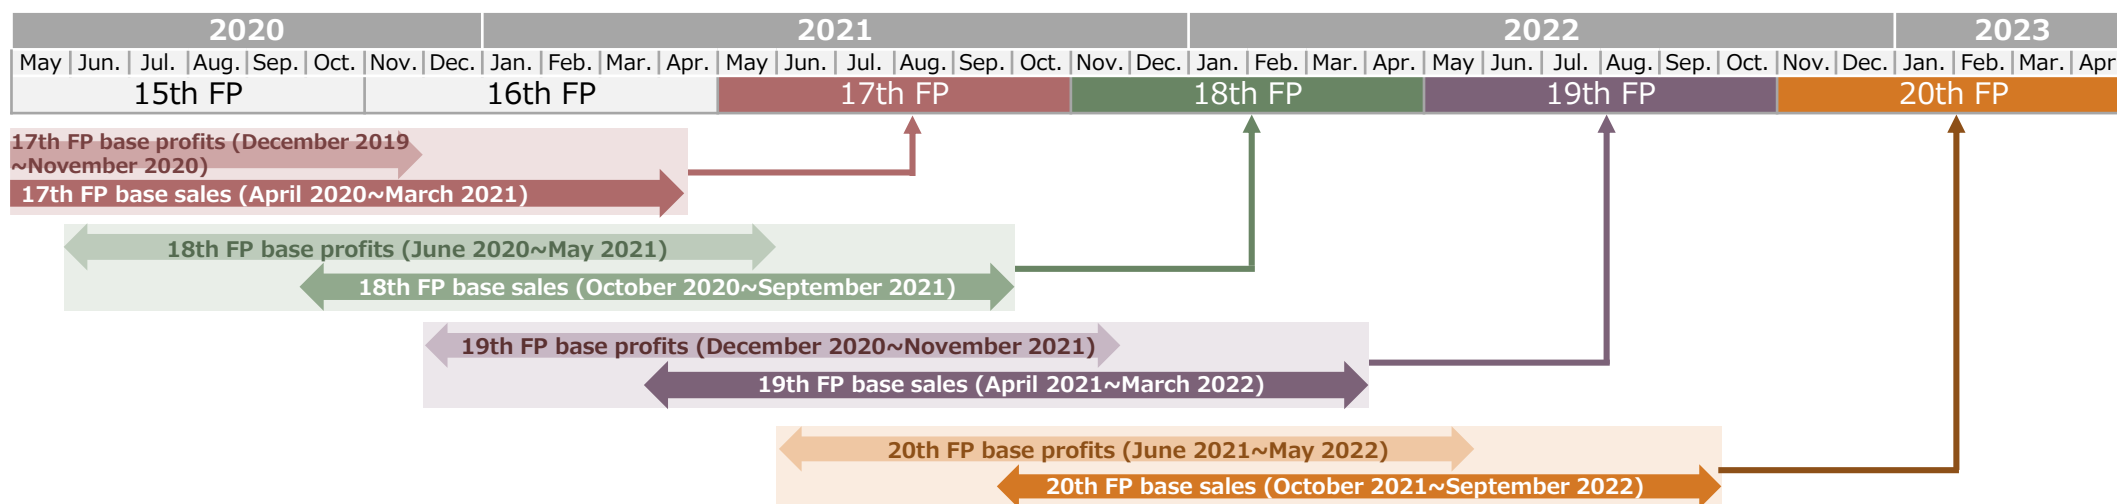 2020 2021 2022 2023
May Jun. Jul. Aug. Sep. Oct. Nov. Dec. Jan. Feb. Mar. Apr. May Jun. Jul. Aug. Sep. Oct. Nov. Dec. Jan. Feb. Mar. Apr. May Jun. Jul. Aug. Sep. Oct. Nov. Dec. Jan. Feb. Mar. Apr
15th FP 16th FP 17th FP 18th FP 19th FP 20th FP
17th FP base profits (December 2019
~November 2020)
17th FP base sales (April 2020~March 2021)
18th FP base profits (June 2020~May 2021)
18th FP base sales (October 2020~September 2021)
19th FP base profits (December 2020~November 2021)
19th FP base sales (April 2021~March 2022)
20th FP base profits (June 2021~May 2022)
20th FP base sales (October 2021~September 2022)